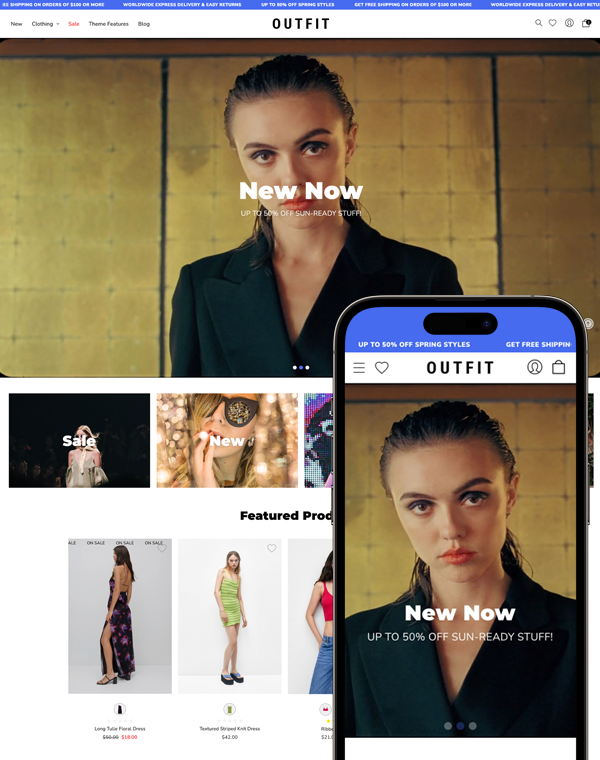 SHIPPING ON ORDERS OF $100 OR MORE WORLDWIDE EXPRESS DELIVERY & EASY RETURNS UP TO 50% OFF SPRING STYLES GET FREE SHIPPING ON ORDERS OF $100 OR MORE WORLDWIDE EXPRESS DELIVERY & EASY RETU
New Clothing Sale Theme Features Blog OUTFIT
New Now
UP TO 50% OFF SUN-READY STUFF!
Sale
New
Featured Prod
ALE ON SALE ON SALE ON SALE
Long Tulle Floral Dress
$50.00 $18.00
Textured Striped Knit Dress
$42.00
Ribbe
$21.0
UP TO 50% OFF SPRING STYLES GET FREE SHIPPIN
OUTFIT
New Now
UP TO 50% OFF SUN-READY STUFF!